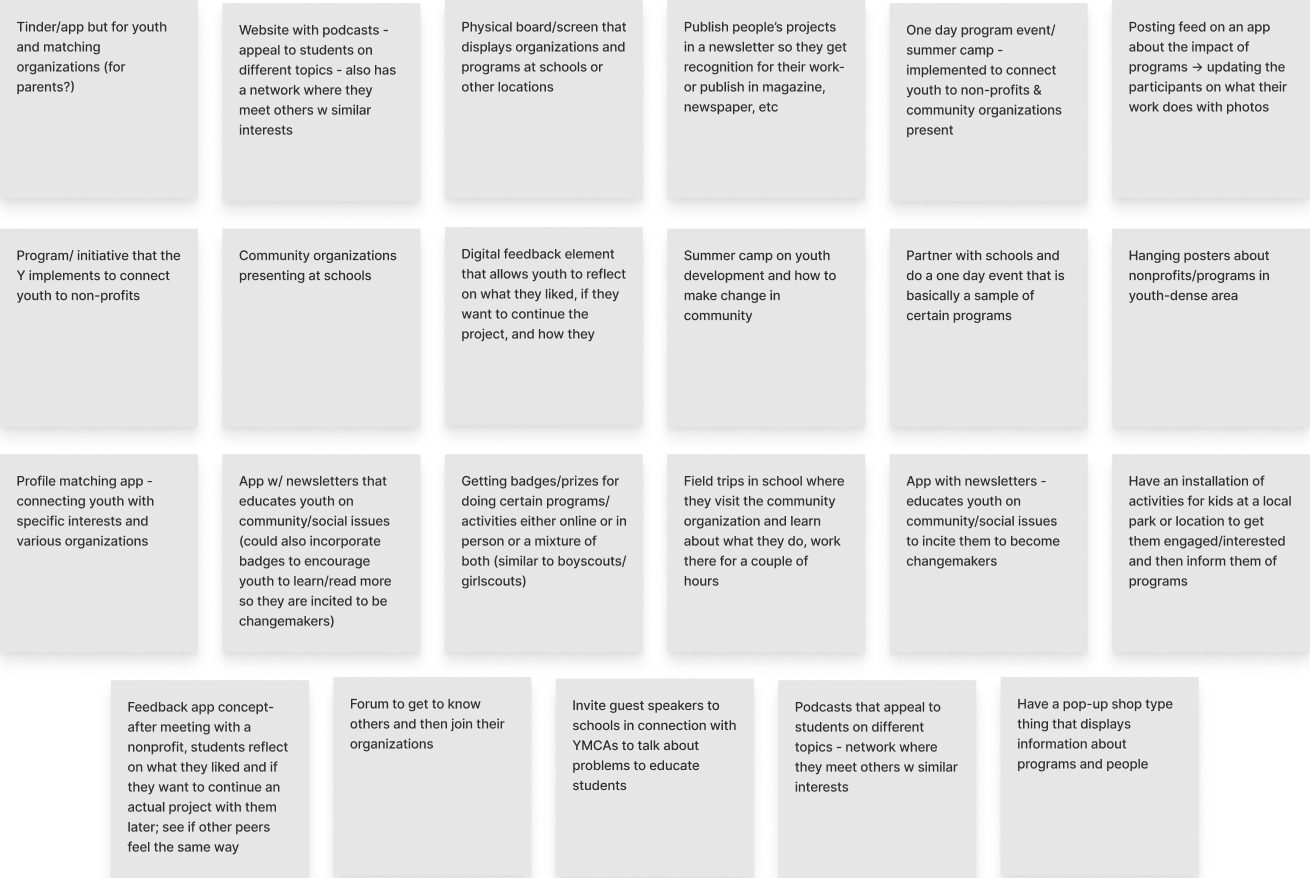 Tinder/app but for youth
and matching
organizations (for
parents?)
Website with podcasts -
appeal to students on
different topics - also has
a network where they
meet others w similar
interests
Physical board/screen that
displays organizations and
programs at schools or
other locations
Publish people's projects
in a newsletter so they get
recognition for their work-
or publish in magazine,
newspaper, etc
One day program event/
summer camp -
implemented to connect
youth to non-profits &
community organizations
present
Posting feed on an app
about the impact of
programs → updating the
participants on what their
work does with photos
Program/ initiative that the
Y implements to connect
youth to non-profits
Community organizations
presenting at schools
Digital feedback element
that allows youth to reflect
on what they liked, if they
want to continue the
project, and how they
Summer camp on youth
development and how to
make change in
community
Partner with schools and
do a one day event that is
basically a sample of
certain programs
Hanging posters about
nonprofits/programs in
youth-dense area
Profile matching app -
connecting youth with
specific interests and
various organizations
App w/ newsletters that
educates youth on
community/social issues
(could also incorporate
badges to encourage
youth to learn/read more
so they are incited to be
changemakers)
Getting badges/prizes for
doing certain programs/
activities either online or in
person or a mixture of
both (similar to boyscouts/
girlscouts)
Field trips in school where
they visit the community
organization and learn
about what they do, work
there for a couple of
hours
App with newsletters -
educates youth on
community/social issues
to incite them to become
changemakers
Have an installation of
activities for kids at a local
park or location to get
them engaged/interested
and then inform them of
programs
Feedback app concept-
after meeting with a
nonprofit, students reflect
on what they liked and if
they want to continue an
actual project with them
later; see if other peers
feel the same way
Forum to get to know
others and then join their
organizations
Invite guest speakers to
schools in connection with
YMCAs to talk about
problems to educate
students
Podcasts that appeal to
students on different
topics - network where
they meet others w similar
interests
Have a pop-up shop type
thing that displays
information about
programs and people